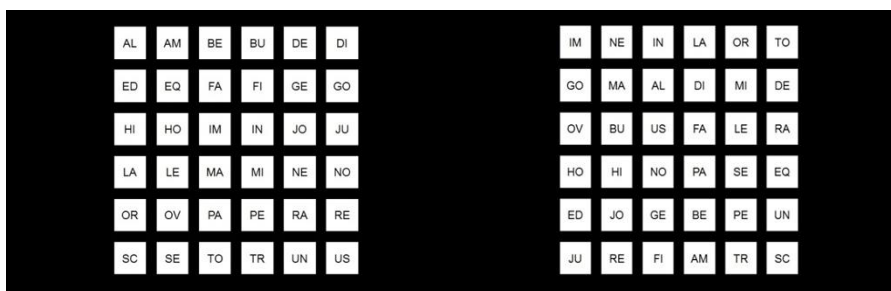 AL AM BE BU DE DI
ED EQ FA FI GE GO
HI HO IM IN JO JU
LA LE MA MI NE NO
OR OV PA PE RA RE
SC SE TO TR UN US
IM NE IN LA OR TO
GO MA AL DI MI DE
OV BU US FA LE RA
HO HI NO PA SE EQ
ED JO GE BE PE UN
JU RE FI AM TR SC